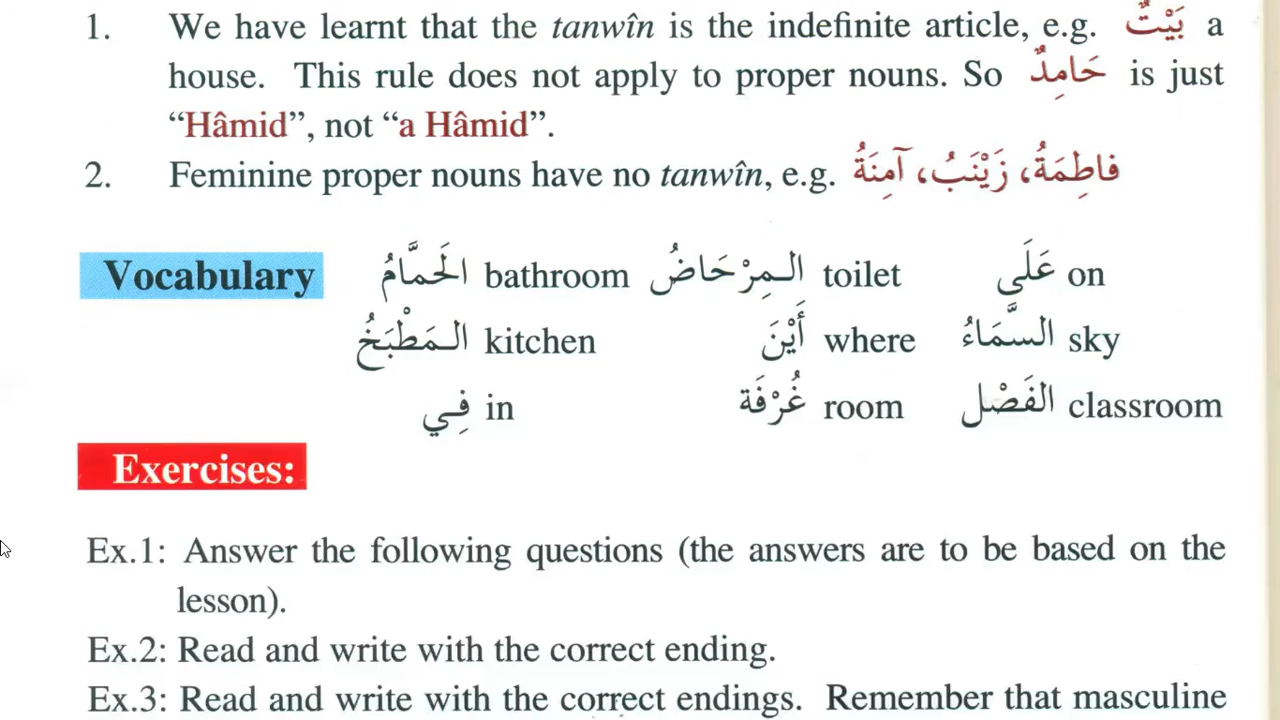 1. We have learnt that the tanwîn is the indefinite article, e.g. بَيْتٌ a
house. This rule does not apply to proper nouns. So حَامِدٌ is just
“Hâmid”, not “a Hâmid”.
2. Feminine proper nouns have no tanwîn, e.g. فاطِمَةُ، زَيْنَبُ، آمِنَةُ
Vocabulary الحَمَّامُ bathroom المِرْحَاضُ toilet عَلَى on
المَطْبَخُ kitchen أَيْنَ where السَّمَاءُ sky
فِي in غُرْفَة room الفَصْل classroom
Exercises:
Ex.1: Answer the following questions (the answers are to be based on the
lesson).
Ex.2: Read and write with the correct ending.
Ex.3: Read and write with the correct endings. Remember that masculine